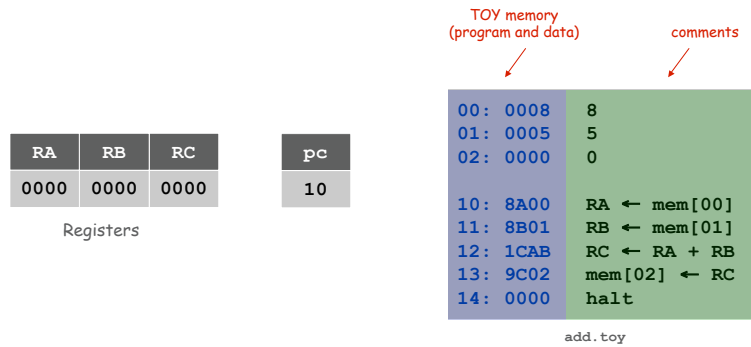 TOY memory
(program and data)
comments
RA RB RC
0000 0000 0000
Registers
pc
10
00: 0008 8
01: 0005 5
02: 0000 0
10: 8A00 RA ← mem[00]
11: 8B01 RB ← mem[01]
12: 1CAB RC ← RA + RB
13: 9C02 mem[02] ← RC
14: 0000 halt
add.toy